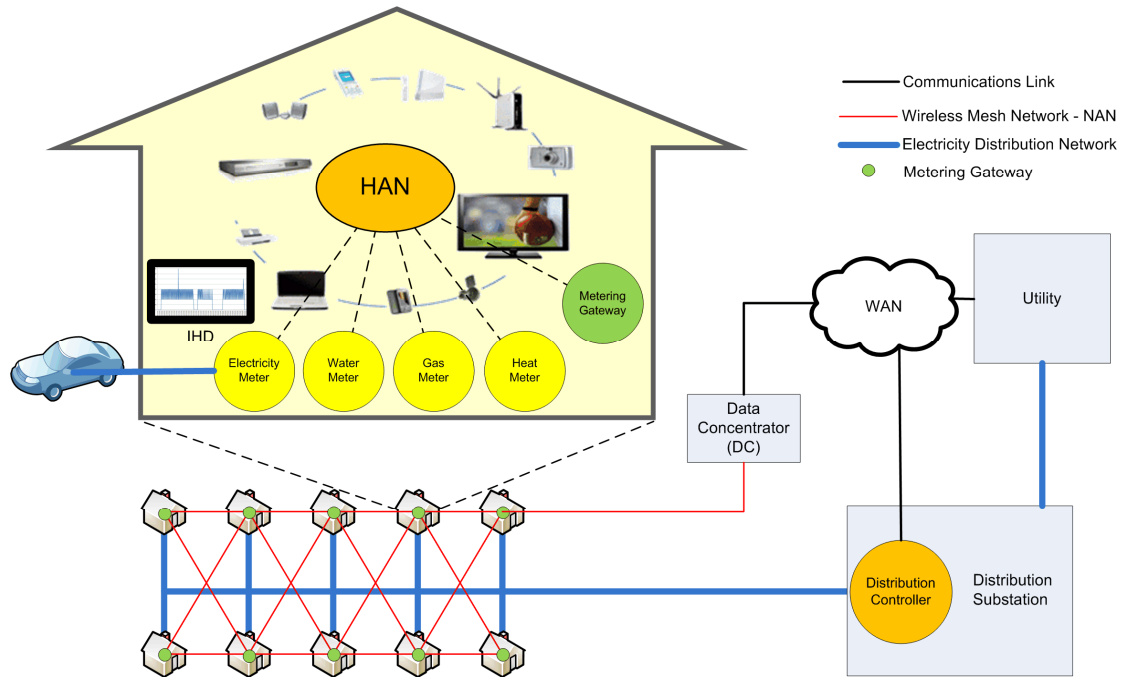 Communications Link
Wireless Mesh Network - NAN
Electricity Distribution Network
Metering Gateway
HAN
IHD
Metering
Gateway
Electricity
Meter
Water
Meter
Gas
Meter
Heat
Meter
WAN
Utility
Data
Concentrator
(DC)
Distribution
Controller
Distribution
Substation